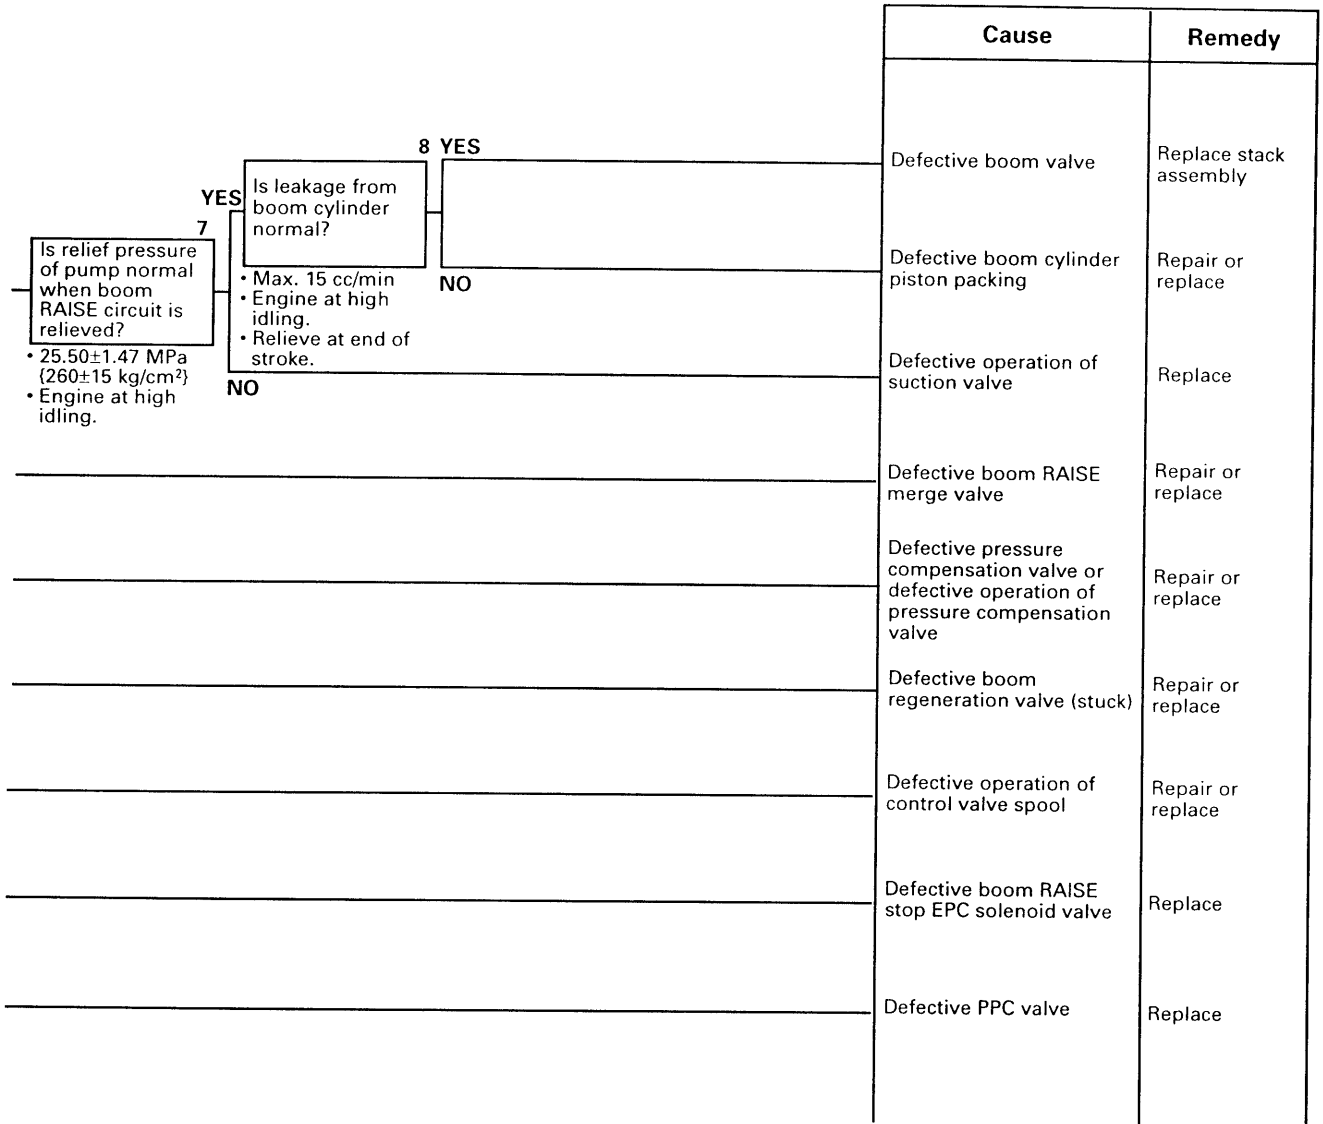 Cause
Remedy
8 YES
Defective boom valve
Replace stack
assembly
YES
Is leakage from
boom cylinder
normal?
7
Is relief pressure
of pump normal
when boom
RAISE circuit is
relieved?
• 25.50±1.47 MPa
{260±15 kg/cm²}
• Engine at high
idling.
• Max. 15 cc/min
• Engine at high
idling.
• Relieve at end of
stroke.
NO
Defective boom cylinder
piston packing
Repair or
replace
NO
Defective operation of
suction valve
Replace
Defective boom RAISE
merge valve
Repair or
replace
Defective pressure
compensation valve or
defective operation of
pressure compensation
valve
Repair or
replace
Defective boom
regeneration valve (stuck)
Repair or
replace
Defective operation of
control valve spool
Repair or
replace
Defective boom RAISE
stop EPC solenoid valve
Replace
Defective PPC valve
Replace